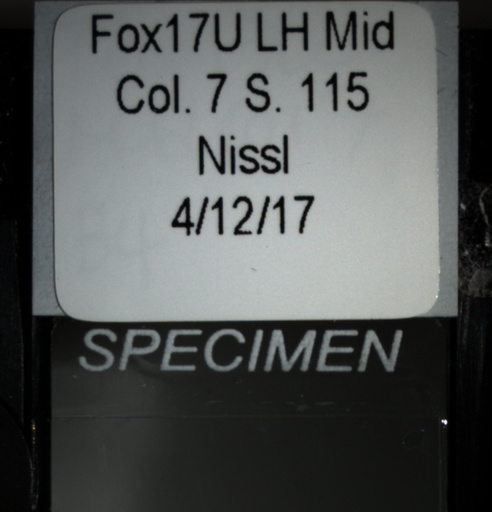 Fox17U LH Mid
Col. 7 S. 115
Nissl
4/12/17
SPECIMEN